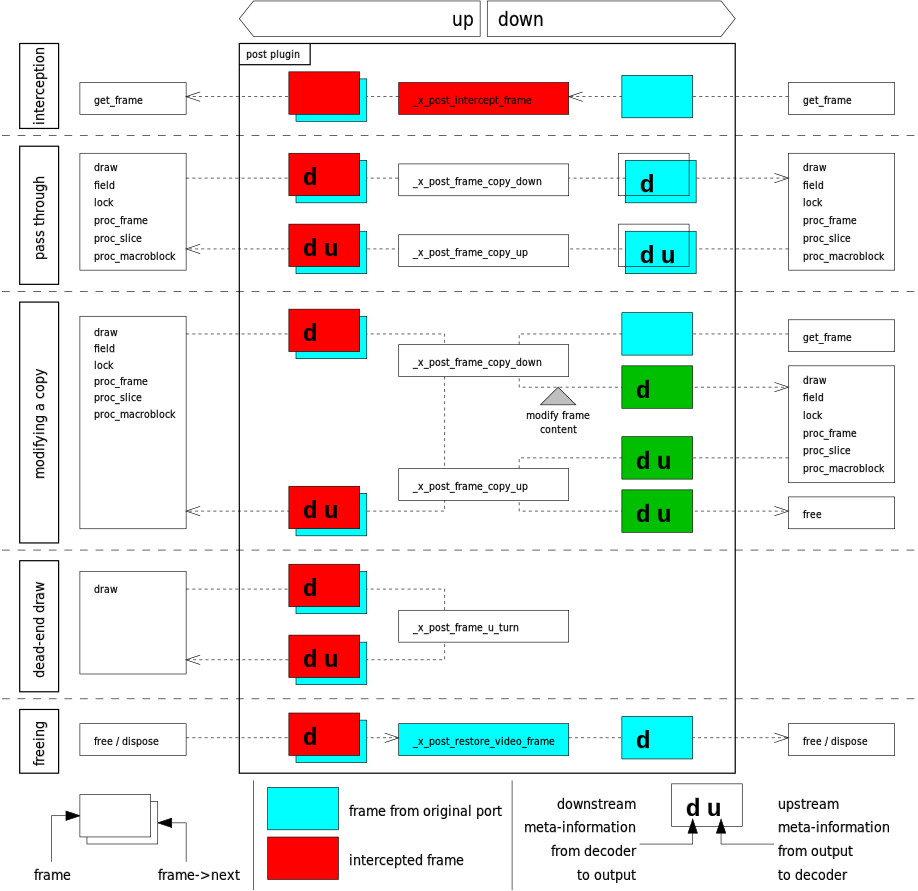 up
down
post plugin
interception
get_frame
_x_post_intercept_frame
get_frame
pass through
draw
field
lock
proc_frame
proc_slice
proc_macroblock
d
_x_post_frame_copy_down
d
d u
_x_post_frame_copy_up
d u
draw
field
lock
proc_frame
proc_slice
proc_macroblock
modifying a copy
draw
field
lock
proc_frame
proc_slice
proc_macroblock
d
_x_post_frame_copy_down
get_frame
d
modify frame
content
draw
field
lock
proc_frame
proc_slice
proc_macroblock
d u
_x_post_frame_copy_up
d u
d u
free
dead-end draw
draw
d
_x_post_frame_u_turn
d u
freeing
free / dispose
d
_x_post_restore_video_frame
d
free / dispose
frame
frame->next
frame from original port
intercepted frame
downstream
meta-information
from decoder
to output
d u
upstream
meta-information
from output
to decoder